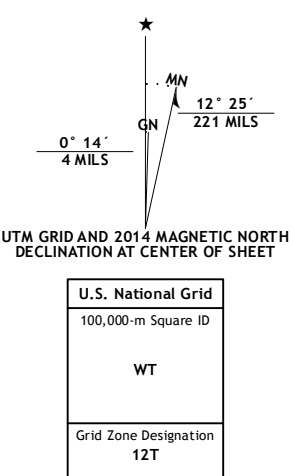 ★
MN
12° 25´
221 MILS
GN
0° 14´
4 MILS
UTM GRID AND 2014 MAGNETIC NORTH
DECLINATION AT CENTER OF SHEET
U.S. National Grid
100,000-m Square ID
WT
Grid Zone Designation
12T